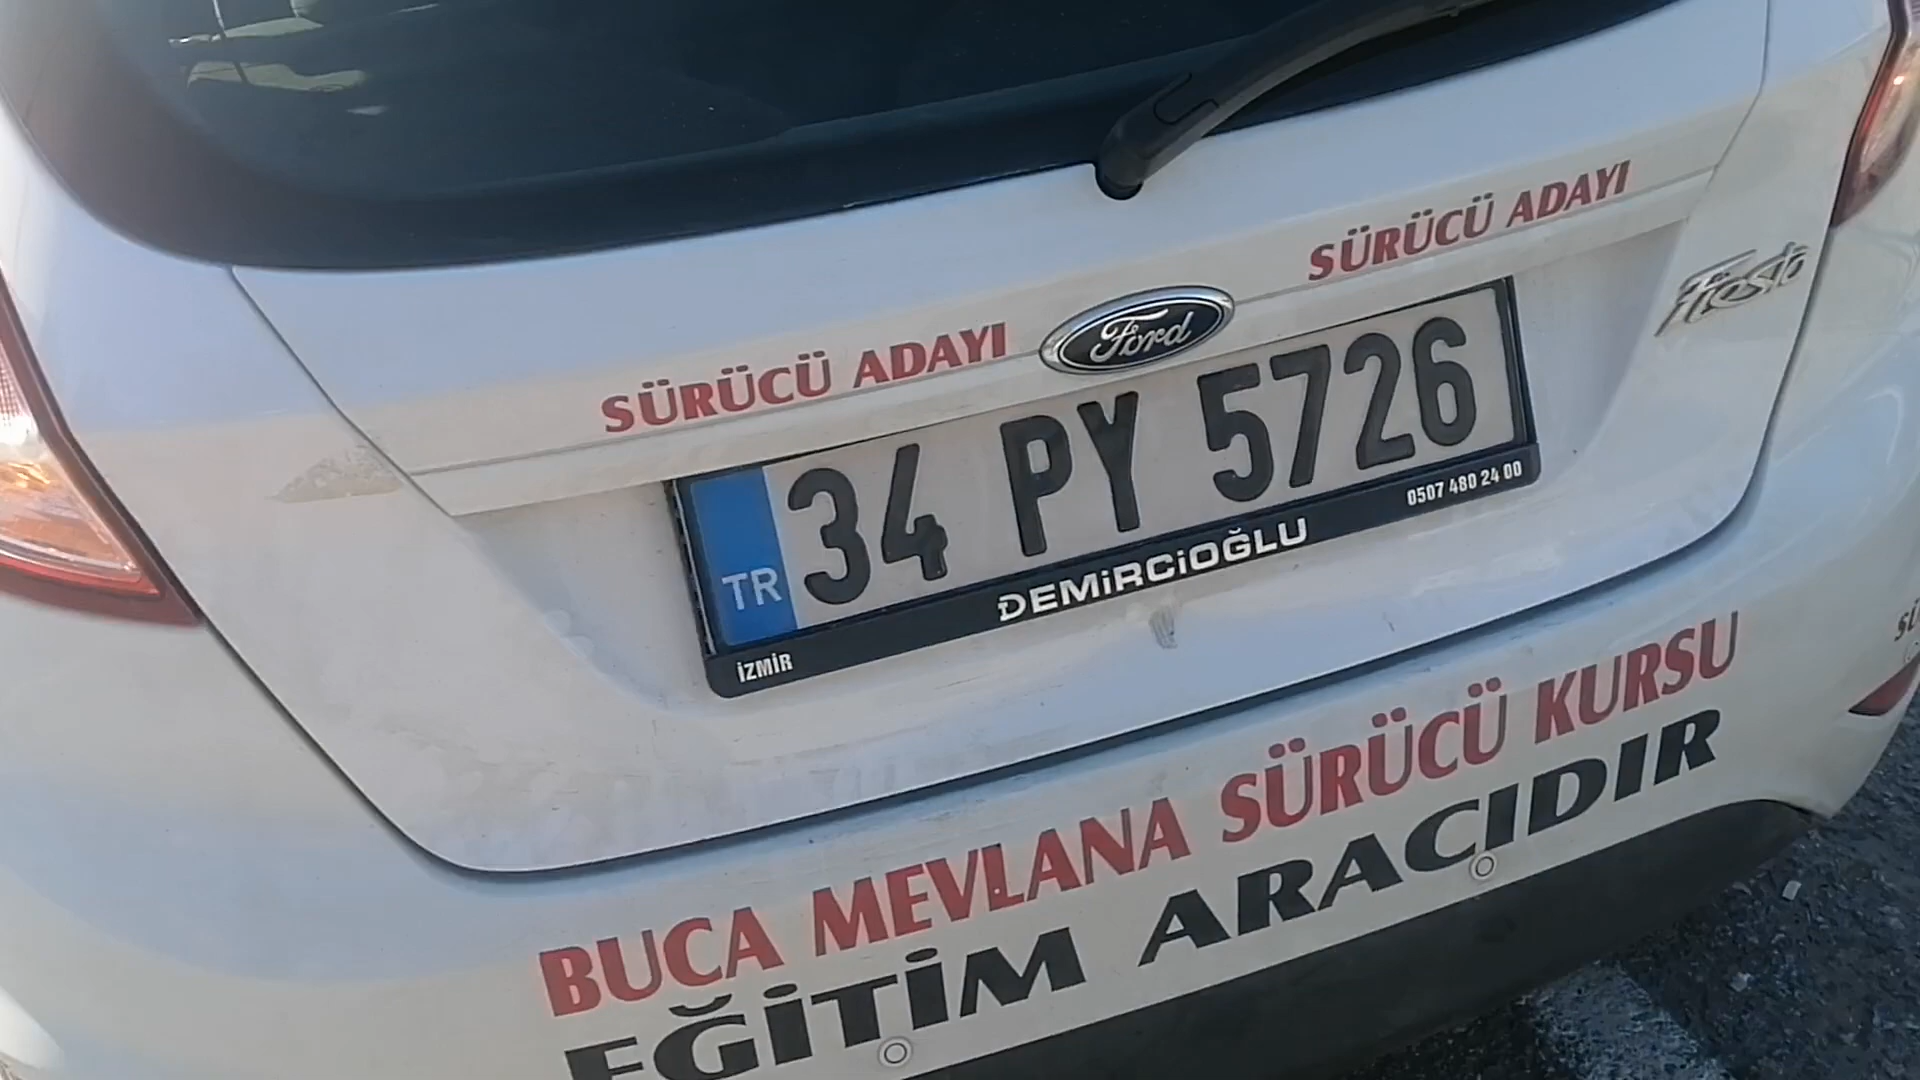 SÜRÜCÜ ADAYI
SÜRÜCÜ ADAYI
Ford
Fiesta
TR 34 PY 5726
İZMİR DEMİRCİOĞLU 0507 480 24 00
BUCA MEVLANA SÜRÜCÜ KURSU
EĞİTİM ARACIDIR